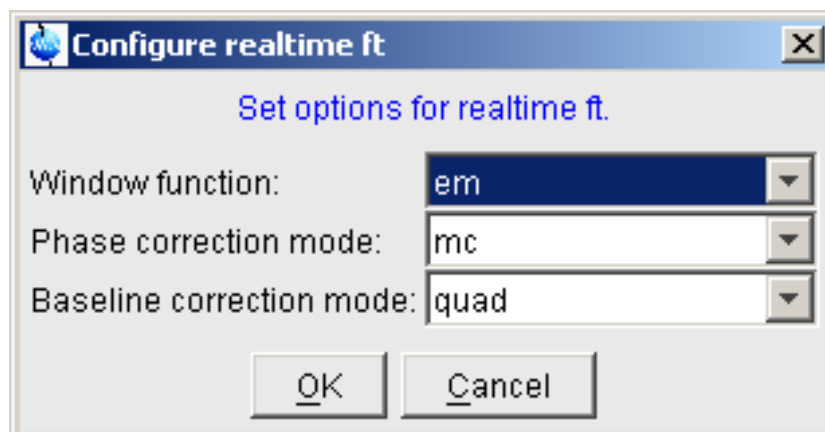 Configure realtime ft
Set options for realtime ft.
Window function: em
Phase correction mode: mc
Baseline correction mode: quad
OK Cancel